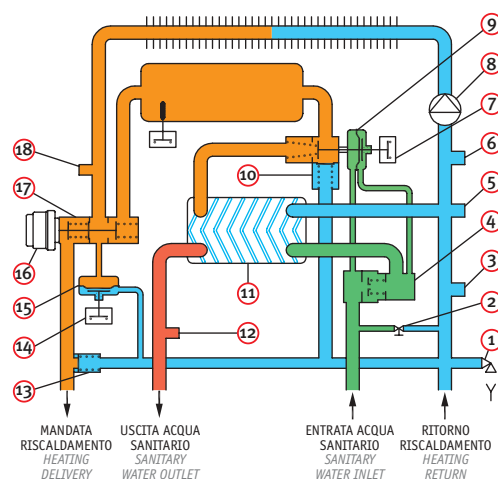 9
8
7
6
18
10
17
5
4
16
15
3
11
2
12
14
1
13
MANDATA
RISCALDAMENTO
HEATING
DELIVERY
USCITA ACQUA
SANITARIO
SANITARY
WATER OUTLET
ENTRATA ACQUA
SANITARIO
SANITARY
WATER INLET
RITORNO
RISCALDAMENTO
HEATING
RETURN